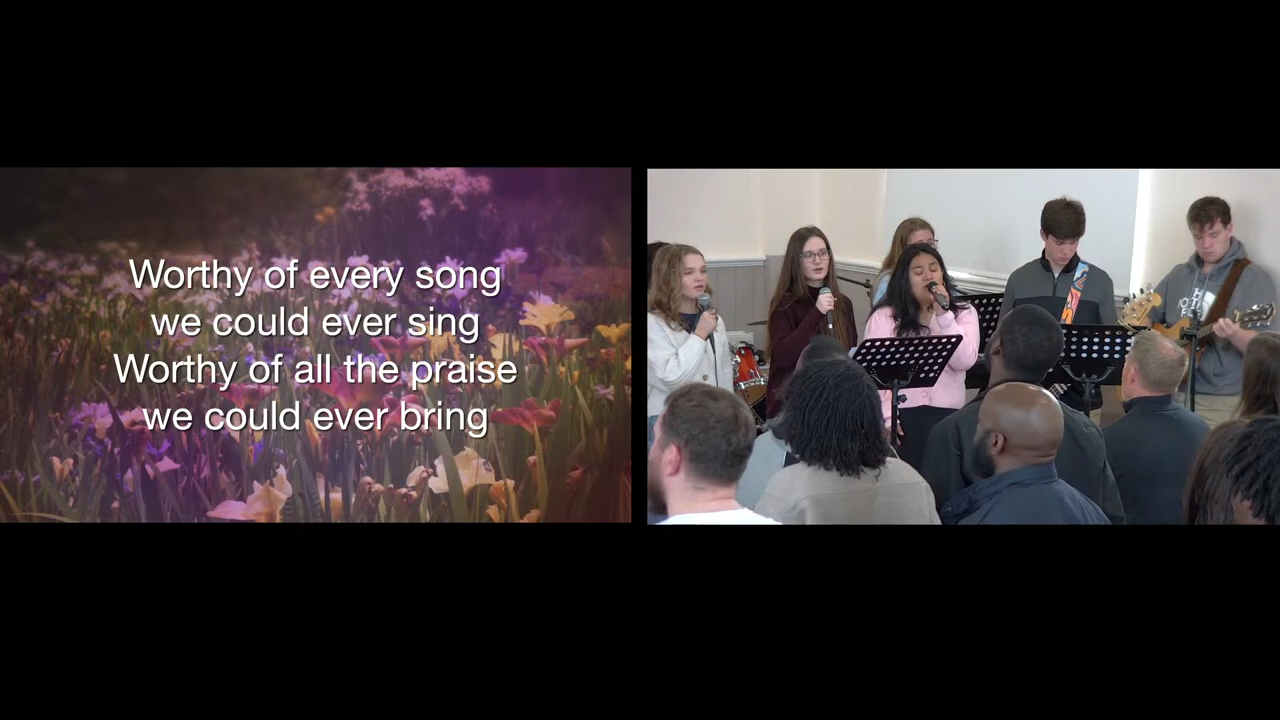 Worthy of every song
we could ever sing
Worthy of all the praise
we could ever bring